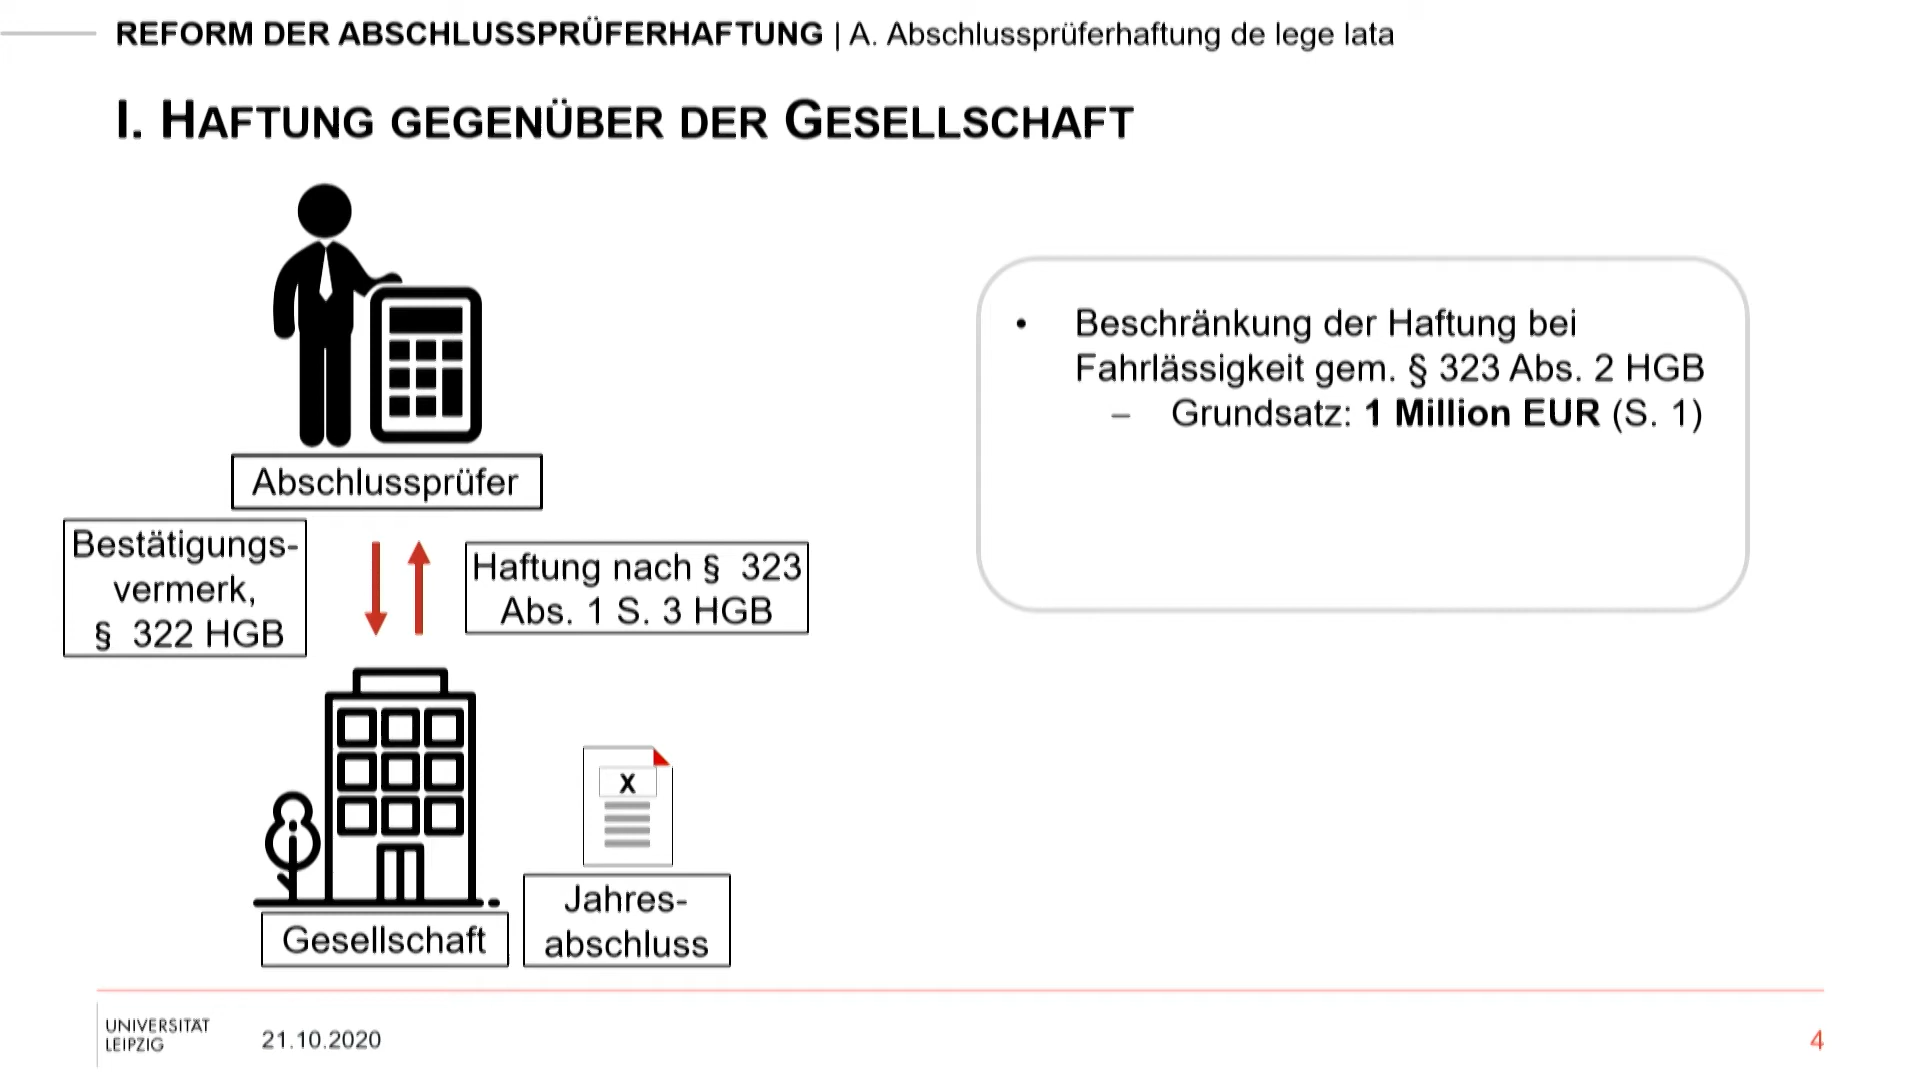 REFORM DER ABSCHLUSSPRÜFERHAFTUNG | A. Abschlussprüferhaftung de lege lata
I. HAFTUNG GEGENÜBER DER GESELLSCHAFT
• Beschränkung der Haftung bei
Fahrlässigkeit gem. § 323 Abs. 2 HGB
– Grundsatz: 1 Million EUR (S. 1)
Abschlussprüfer
Bestätigungs-
vermerk,
§ 322 HGB
Haftung nach § 323
Abs. 1 S. 3 HGB
X
Gesellschaft
Jahres-
abschluss
UNIVERSITÄT
LEIPZIG
21.10.2020
4